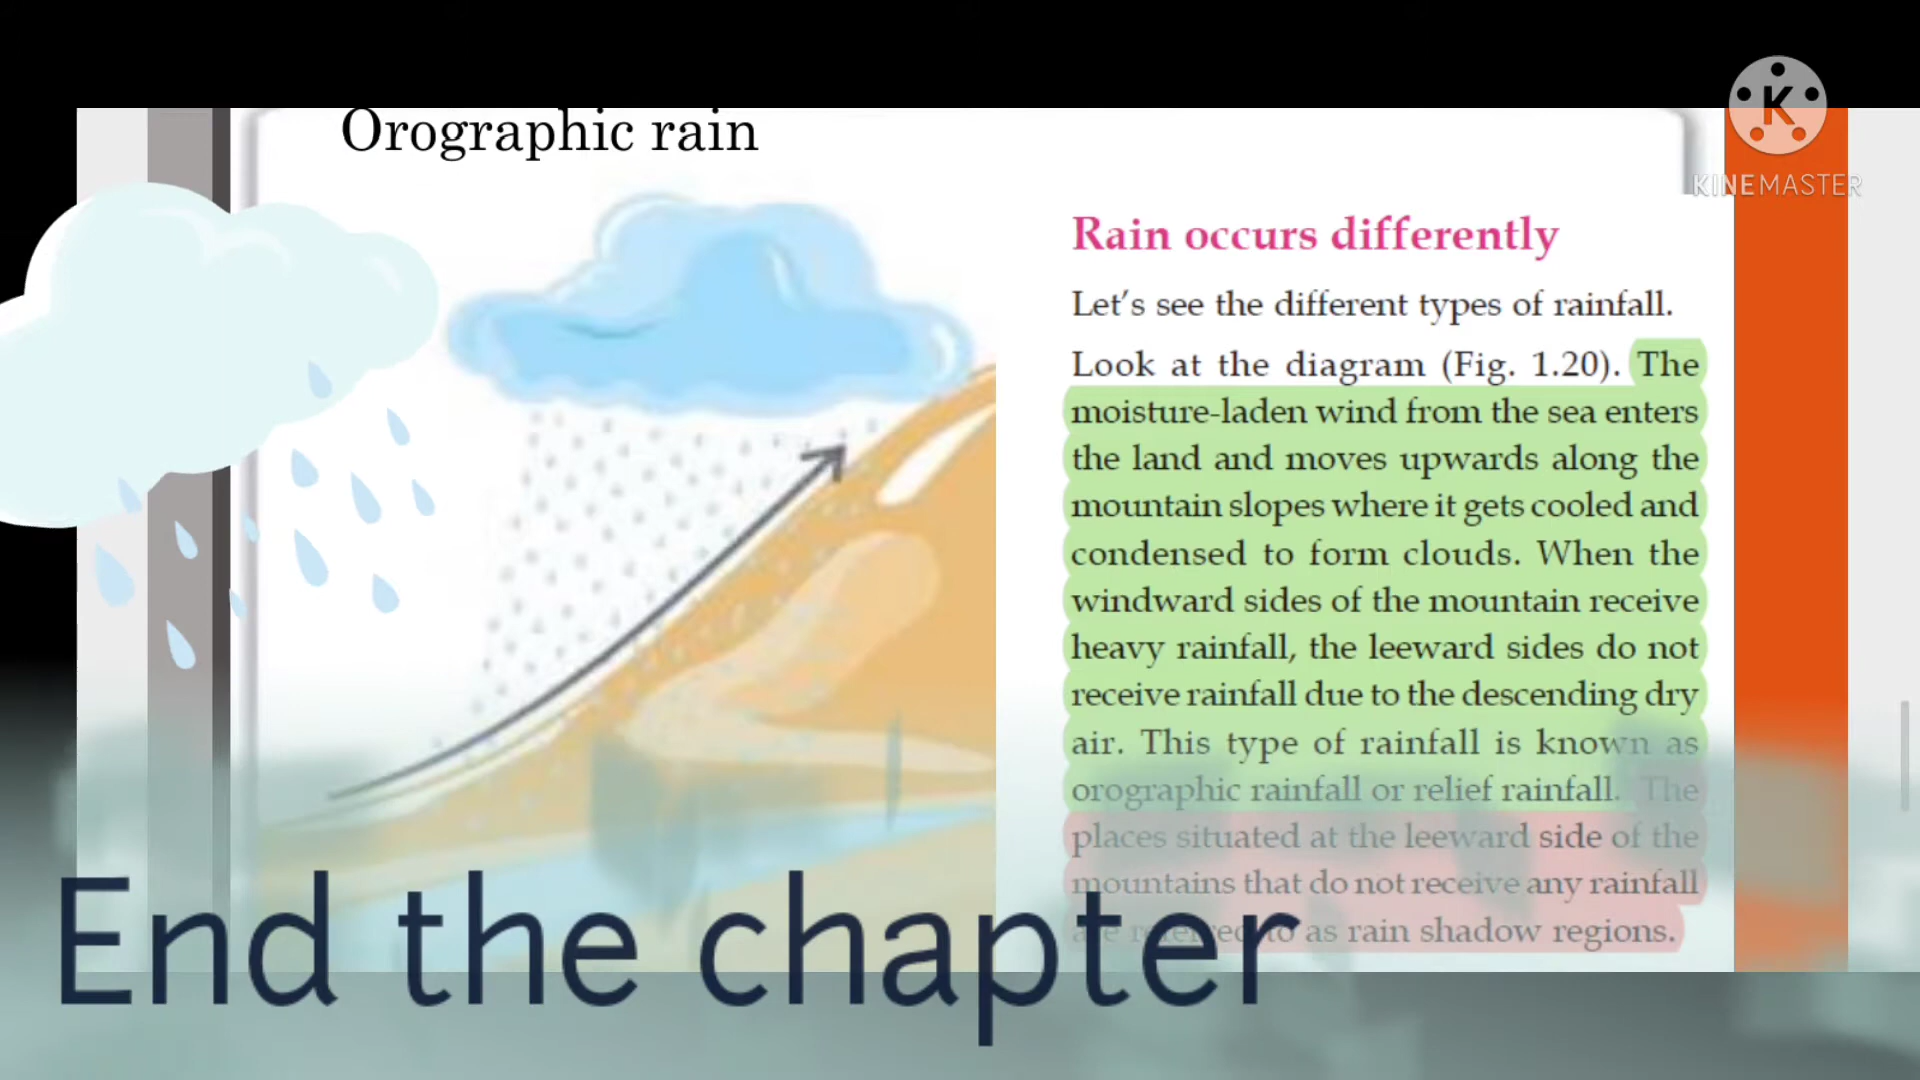 Orographic rain
K
KINEMASTER
Rain occurs differently
Let's see the different types of rainfall.
Look at the diagram (Fig. 1.20). The
moisture-laden wind from the sea enters
the land and moves upwards along the
mountain slopes where it gets cooled and
condensed to form clouds. When the
windward sides of the mountain receive
heavy rainfall, the leeward sides do not
receive rainfall due to the descending dry
air. This type of rainfall is known as
orographic rainfall or relief rainfall. The
places situated at the leeward side of the
mountains that do not receive any rainfall
are referred to as rain shadow regions.
End the chapter